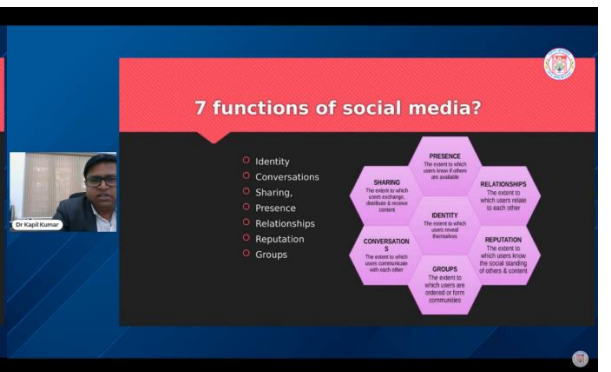 7 functions of social media?
Identity
Conversations
Sharing,
Presence
Relationships
Reputation
Groups
PRESENCE
The extent to which
users know if others
are available
SHARING
The extent to which
users exchange,
distribute & receive
content
RELATIONSHIPS
The extent to
which users relate
to each other
IDENTITY
The extent to which
users reveal
themselves
CONVERSATION
S
The extent to which
users communicate
with each other
REPUTATION
The extent to
which users know
the social standing
of others & content
GROUPS
The extent to
which users are
ordered or form
communities
Dr Kapil Kumar